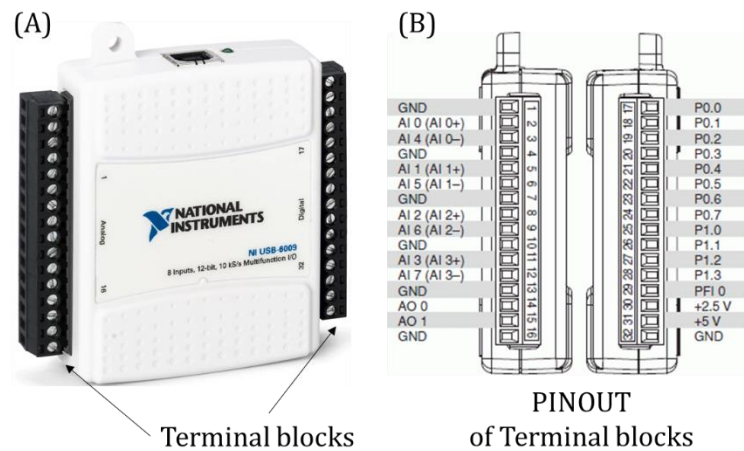 (A)
1
Analog
16
NATIONAL
INSTRUMENTS
NI USB-6009
8 Inputs, 12-bit, 10 kS/s Multifunction I/O
17
Digital
32
Terminal blocks
(B)
GND 1 17 P0.0
AI 0 (AI 0+) 2 18 P0.1
AI 4 (AI 0–) 3 19 P0.2
GND 4 20 P0.3
AI 1 (AI 1+) 5 21 P0.4
AI 5 (AI 1–) 6 22 P0.5
GND 7 23 P0.6
AI 2 (AI 2+) 8 24 P0.7
AI 6 (AI 2–) 9 25 P1.0
GND 10 26 P1.1
AI 3 (AI 3+) 11 27 P1.2
AI 7 (AI 3–) 12 28 P1.3
GND 13 29 PFI 0
AO 0 14 30 +2.5 V
AO 1 15 31 +5 V
GND 16 32 GND
PINOUT
of Terminal blocks